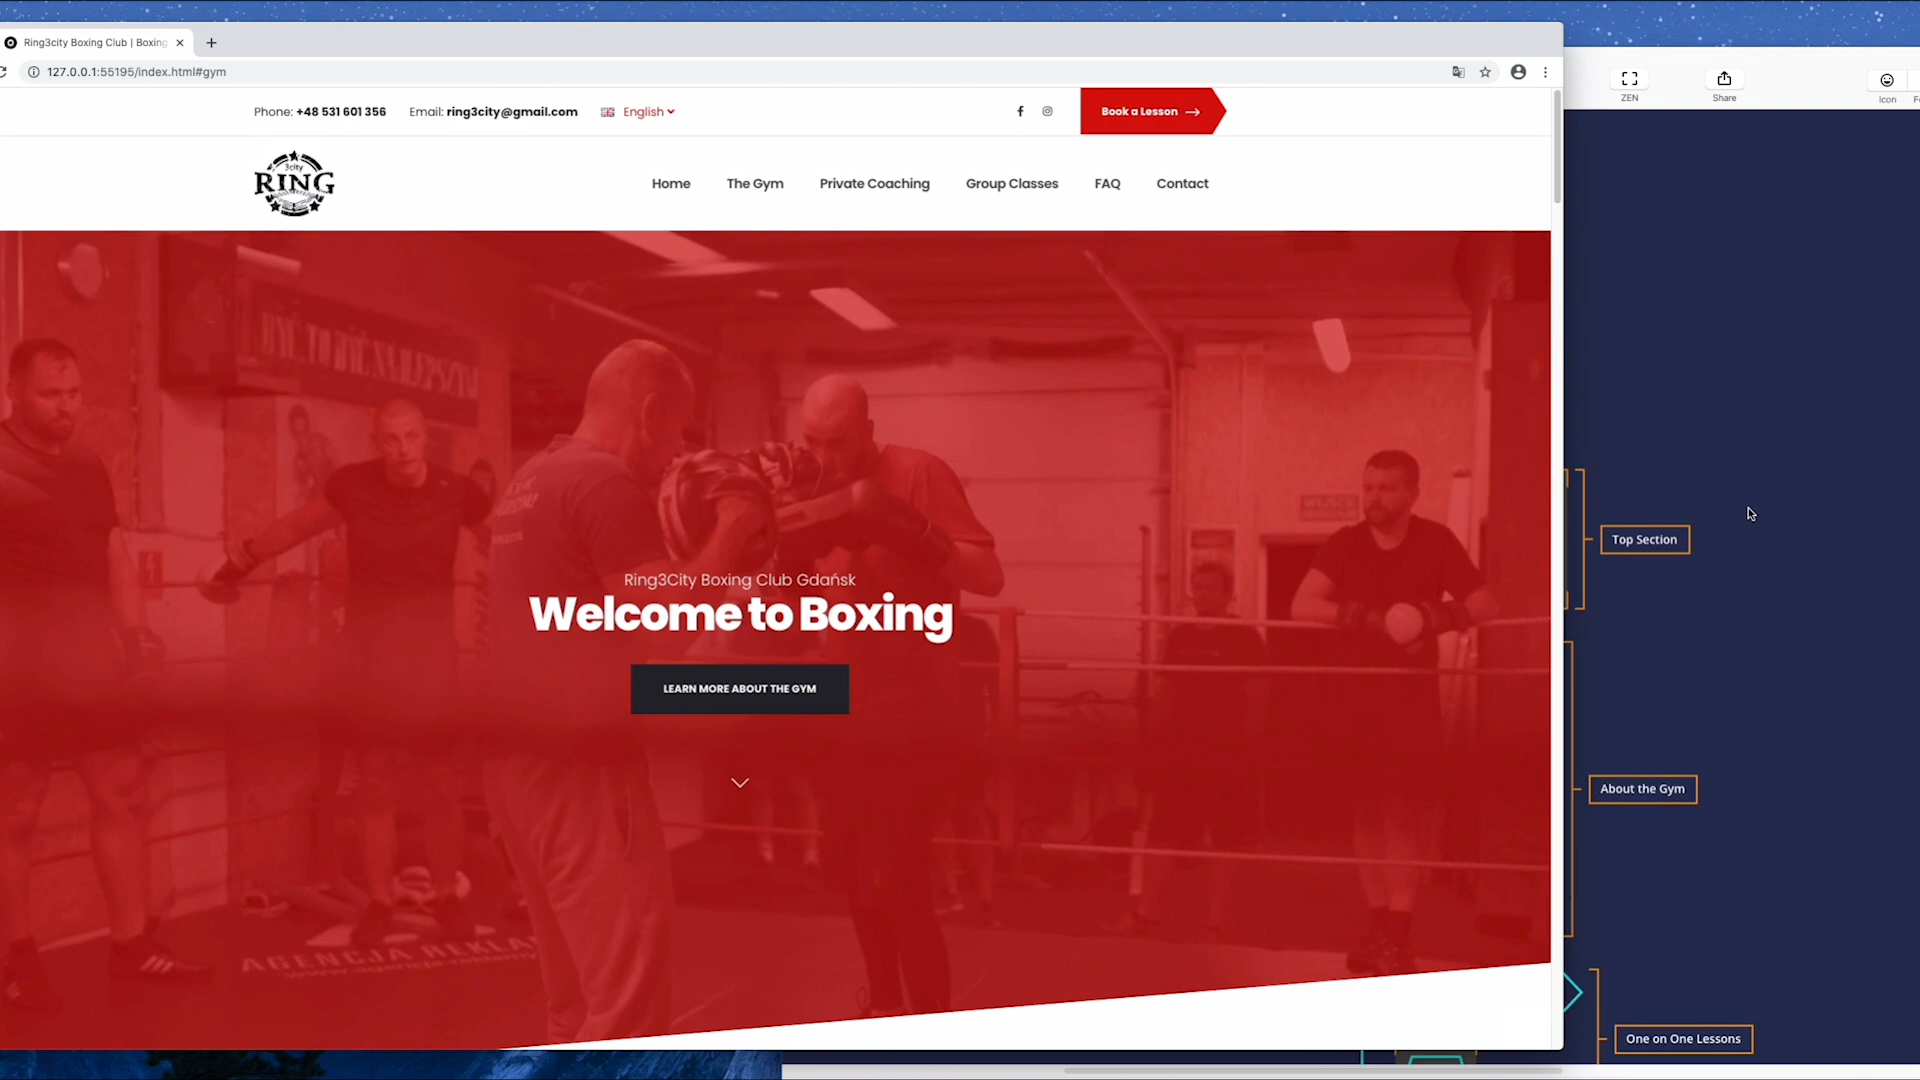 Ring3city Boxing Club | Boxing
127.0.0.1:55195/index.html#gym
Phone: +48 531 601 356 Email: ring3city@gmail.com English
Book a Lesson
3city
RING
Home The Gym Private Coaching Group Classes FAQ Contact
Ring3City Boxing Club Gdańsk
Welcome to Boxing
LEARN MORE ABOUT THE GYM
AGENCJA REKLA
ZEN
Share
Icon
Top Section
About the Gym
One on One Lessons